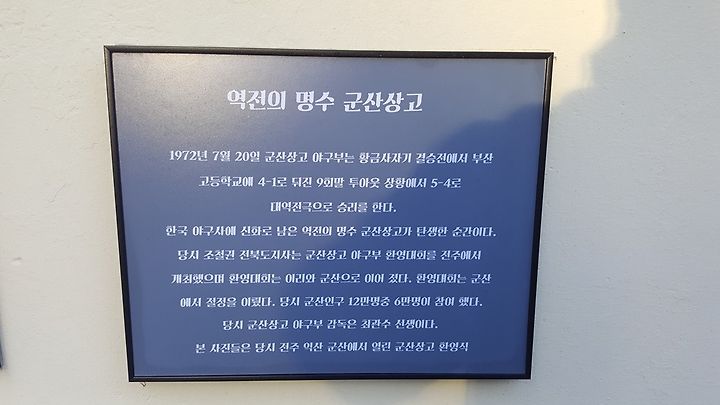 역전의 명수 군산상고
1972년 7월 20일 군산상고 야구부는 황금사자기 결승전에서 부산
고등학교에 4-1로 뒤진 9회말 투아웃 상황에서 5-4로
대역전극으로 승리를 한다.
한국 야구사에 신화로 남은 역전의 명수 군산상고가 탄생한 순간이다.
당시 조철권 전북도지사는 군산상고 야구부 환영대회를 전주에서
개최했으며 환영대회는 이리와 군산으로 이어 졌다. 환영대회는 군산
에서 절정을 이뤘다. 당시 군산인구 12만명중 6만명이 참여 했다.
당시 군산상고 야구부 감독은 최관수 선생이다.
본 사진들은 당시 전주 익산 군산에서 열린 군산상고 환영식